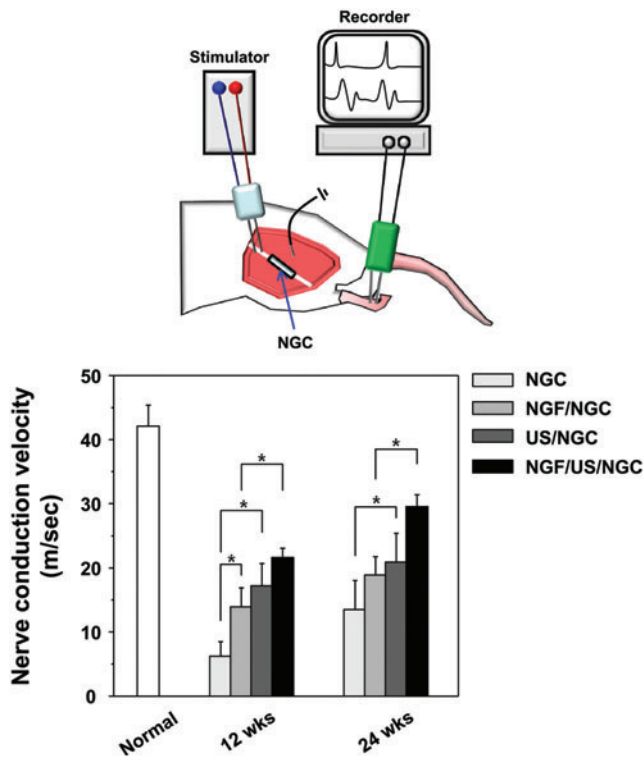 Recorder
Stimulator
NGC
Nerve conduction velocity
(m/sec)
50
40
30
20
10
0
*
*
*
*
*
Normal
12 wks
24 wks
NGC
NGF/NGC
US/NGC
NGF/US/NGC